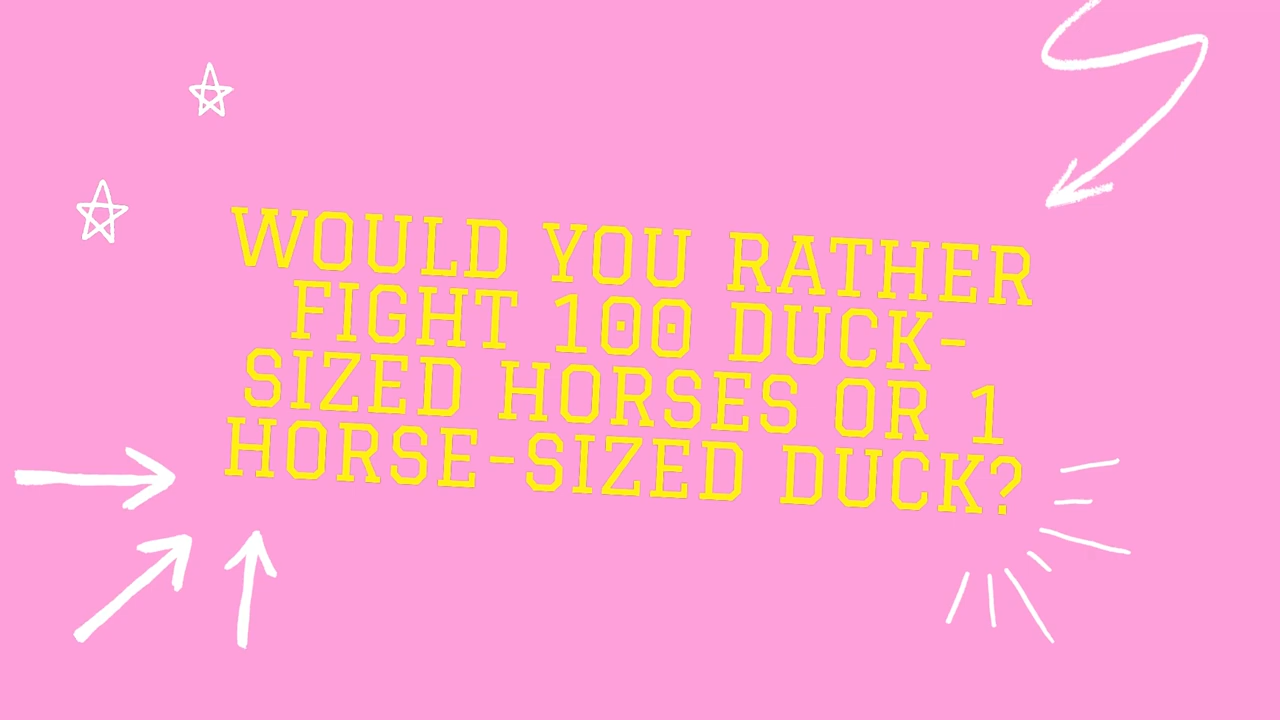 WOULD YOU RATHER
FIGHT 100 DUCK-
SIZED HORSES OR 1
HORSE-SIZED DUCK?